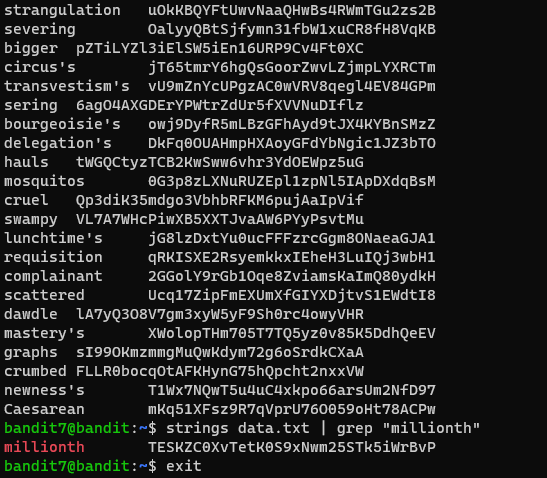 strangulation	uOkKBQYFtUwvNaaQHwBs4RWmTGu2zs2B
severing	OalyyQBtSjfymn31fbW1xuCR8fH8VqKB
bigger	pZTiLYZl3iElSW5iEn16URP9Cv4Ft0XC
circus's	jT65tmrY6hgQsGoorZwvLZjmpLYXRCTm
transvestism's	vU9mZnYcUPgzAC0wVRV8qegl4EV84GPm
sering	6agO4AXGDErYPWtrZdUr5fXVVNuDIflz
bourgeoisie's	owj9DyfR5mLBzGFhAyd9tJX4KYBnSMzZ
delegation's	DkFq0OUAHmpHXAoyGFdYbNgic1JZ3bTO
hauls	tWGQCtyzTCB2KwSww6vhr3YdOEWpz5uG
mosquitos	0G3p8zLXNuRUZEpl1zpNl5IApDXdqBsM
cruel	Qp3diK35mdgo3VbhbRFKM6pujAaIpVif
swampy	VL7A7WHcPiwXB5XXTJvaAW6PYyPsvtMu
lunchtime's	jG8lzDxtYu0ucFFFzrcGgm8ONaeaGJA1
requisition	qRKISXE2RsyemkkxIEheH3LuIQj3wbH1
complainant	2GGolY9rGb1Oqe8ZviamsKaImQ80ydkH
scattered	Ucq17ZipFmEXUmXfGIYXDjtvS1EWdtI8
dawdle	lA7yQ3O8V7gm3xyW5yF9Sh0rc4owyVHR
mastery's	XWolopTHm705T7TQ5yz0v85K5DdhQeEV
graphs	sI99OKmzmmgMuQwKdym72g6oSrdkCXaA
crumbed	FLLR0bocqOtAFKHynG75hQpcht2nxxVW
newness's	T1Wx7NQwT5u4uC4xkpo66arsUm2NfD97
Caesarean	mKq51XFsz9R7qVprU76O059oHt78ACPw
bandit7@bandit:~$ strings data.txt | grep "millionth"
millionth	TESKZC0XvTetK0S9xNwm25STk5iWrBvP
bandit7@bandit:~$ exit